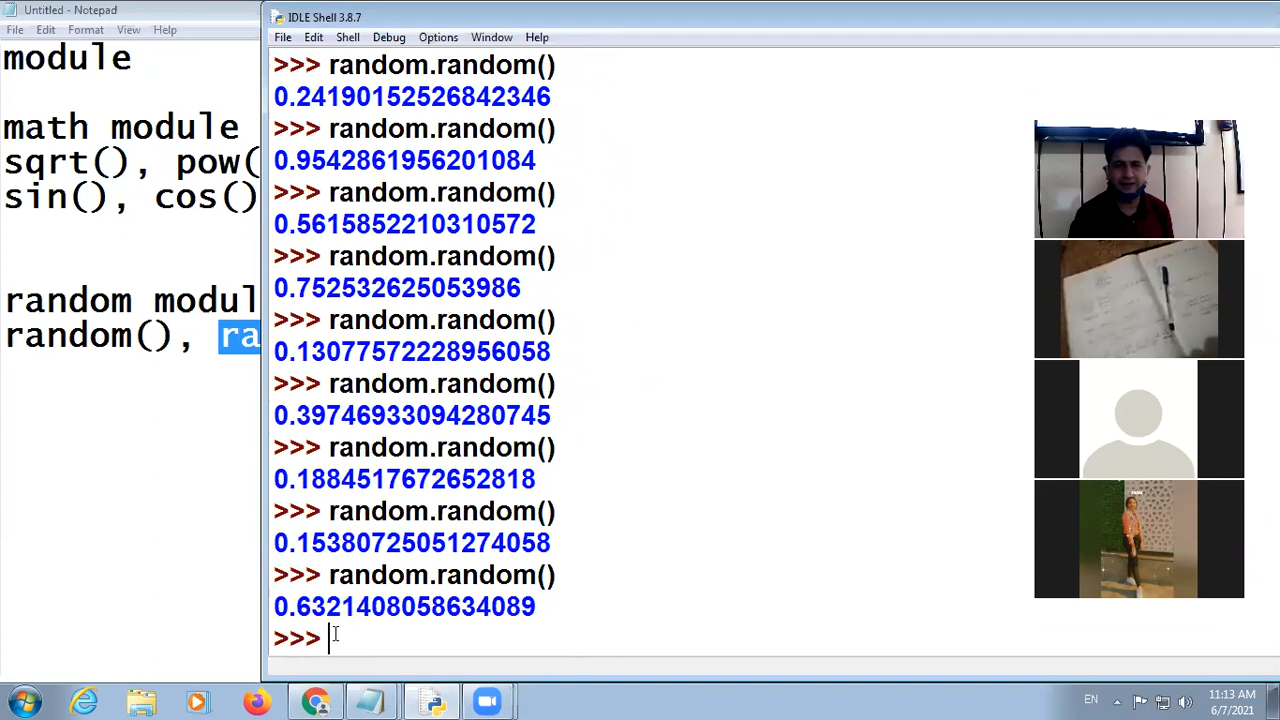 Untitled - Notepad
File Edit Format View Help
module
math module
sqrt(), pow(
sin(), cos()
random modul
random(), ra
IDLE Shell 3.8.7
File Edit Shell Debug Options Window Help
>>> random.random()
0.24190152526842346
>>> random.random()
0.9542861956201084
>>> random.random()
0.5615852210310572
>>> random.random()
0.752532625053986
>>> random.random()
0.13077572228956058
>>> random.random()
0.39746933094280745
>>> random.random()
0.1884517672652818
>>> random.random()
0.15380725051274058
>>> random.random()
0.6321408058634089
>>>
EN
11:13 AM
6/7/2021